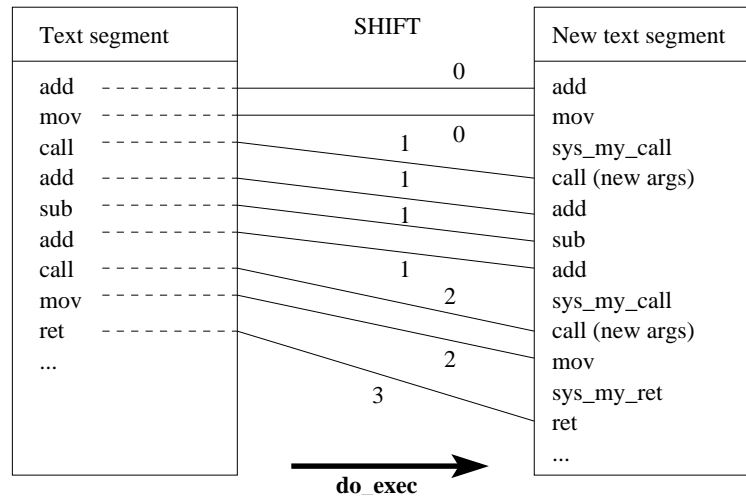 Text segment
add
mov
call
add
sub
add
call
mov
ret
...
SHIFT
0
0
1
1
1
1
2
2
3
do_exec
New text segment
add
mov
sys_my_call
call (new args)
add
sub
add
sys_my_call
call (new args)
mov
sys_my_ret
ret
...